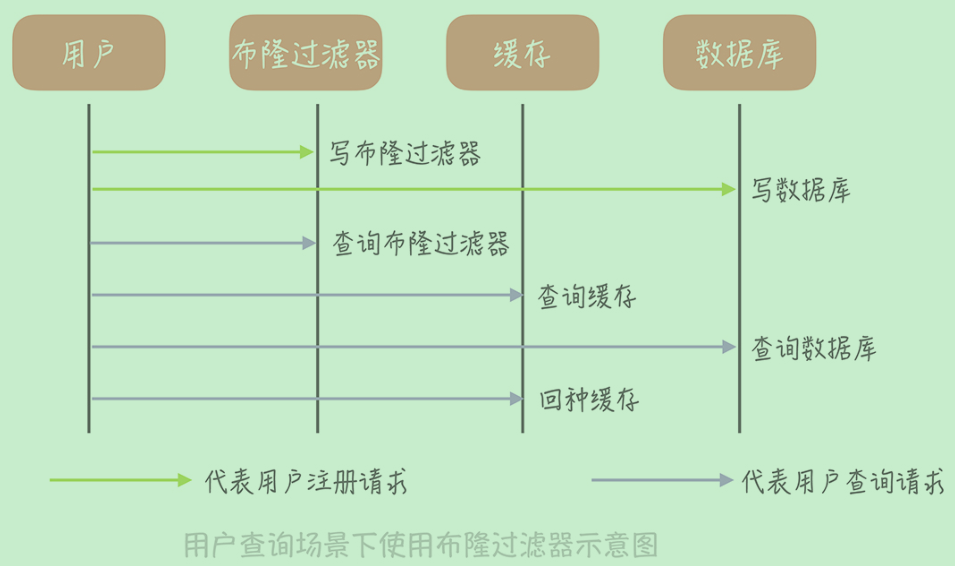 用户 布隆过滤器 缓存 数据库
写布隆过滤器
写数据库
查询布隆过滤器
查询缓存
查询数据库
回种缓存
代表用户注册请求 代表用户查询请求
用户查询场景下使用布隆过滤器示意图